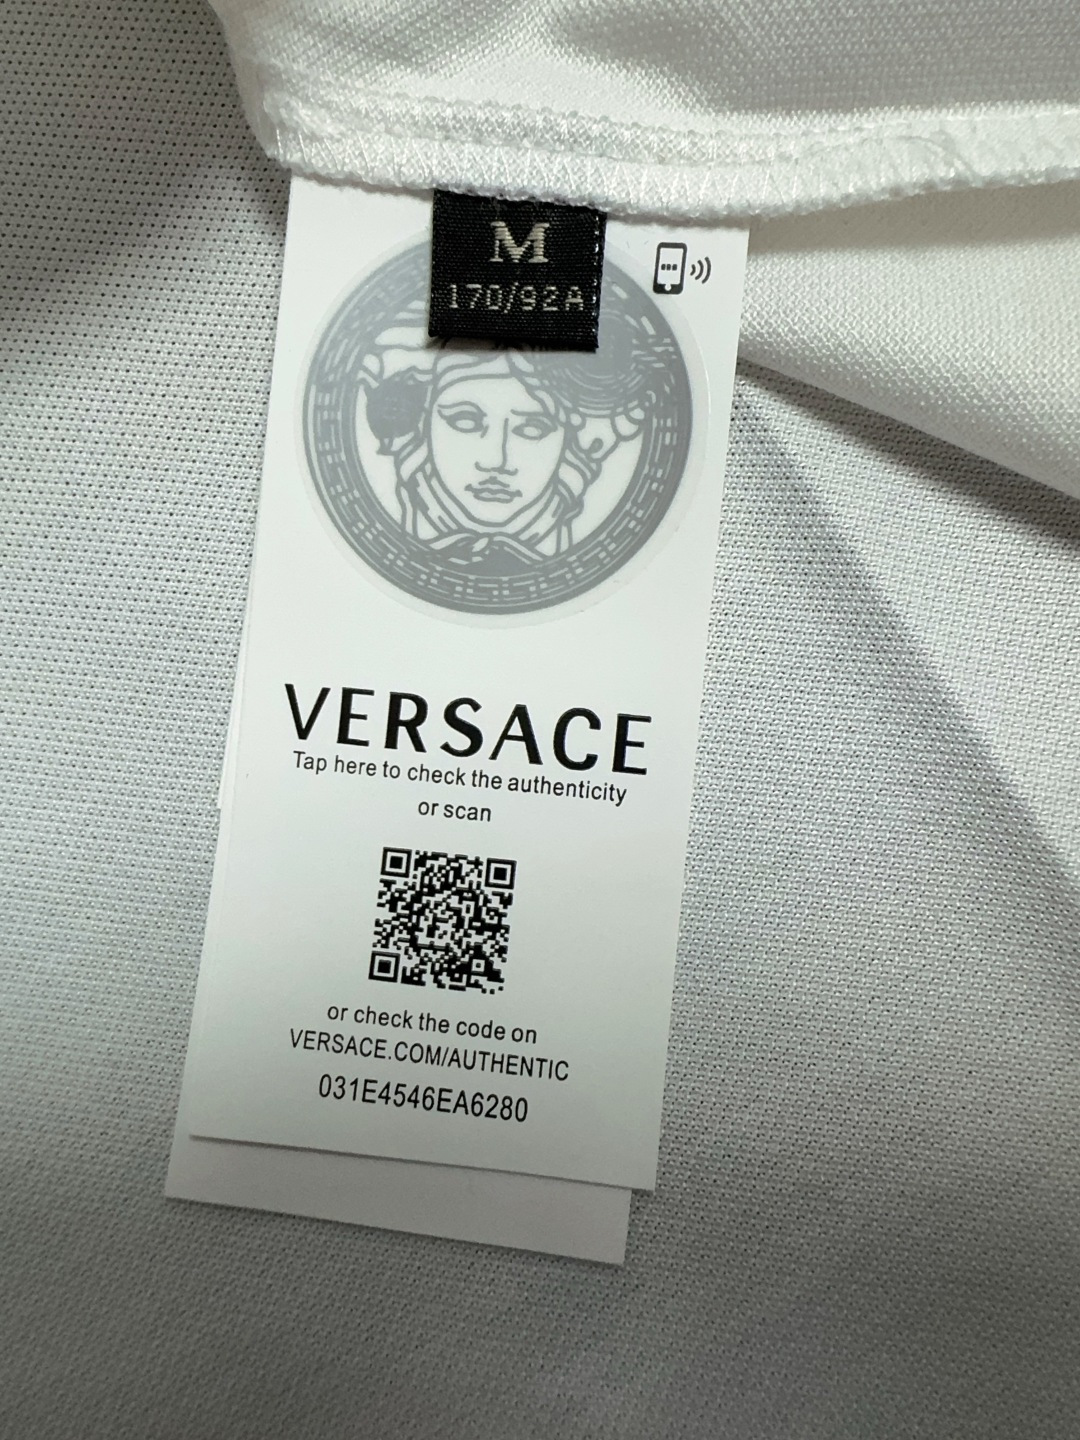 M
170/92A
VERSACE
Tap here to check the authenticity
or scan
or check the code on
VERSACE.COM/AUTHENTIC
031E4546EA6280